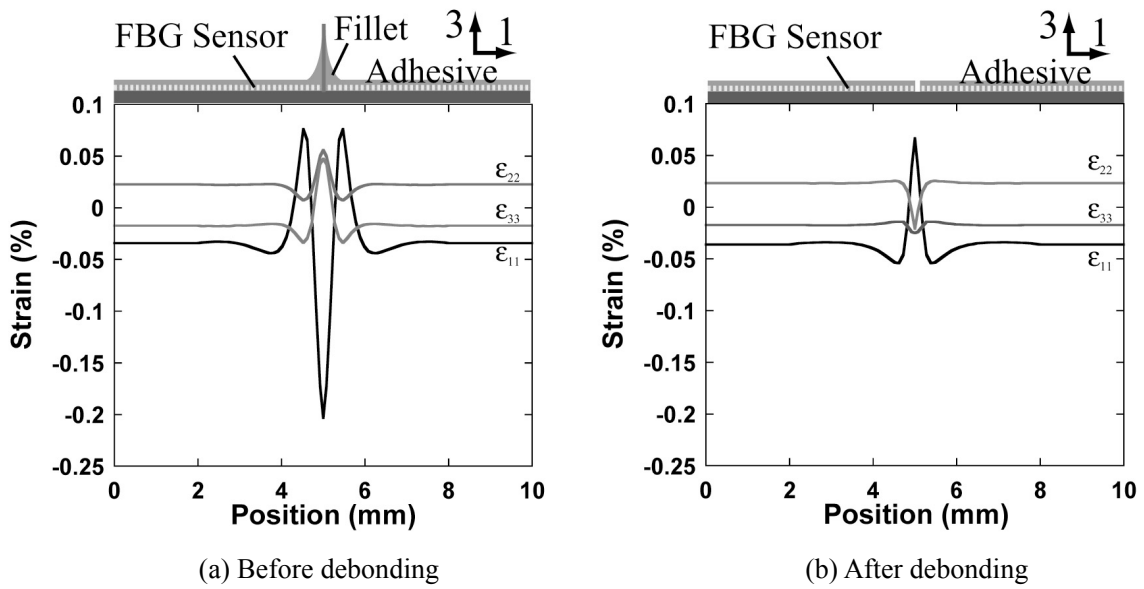 FBG Sensor
Fillet
3
1
Adhesive
0.1
0.05
0
-0.05
-0.1
-0.15
-0.2
-0.25
Strain (%)
ε22
ε33
ε11
0
2
4
6
8
10
Position (mm)
(a) Before debonding
FBG Sensor
3
1
Adhesive
0.1
0.05
0
-0.05
-0.1
-0.15
-0.2
-0.25
Strain (%)
ε22
ε33
ε11
0
2
4
6
8
10
Position (mm)
(b) After debonding